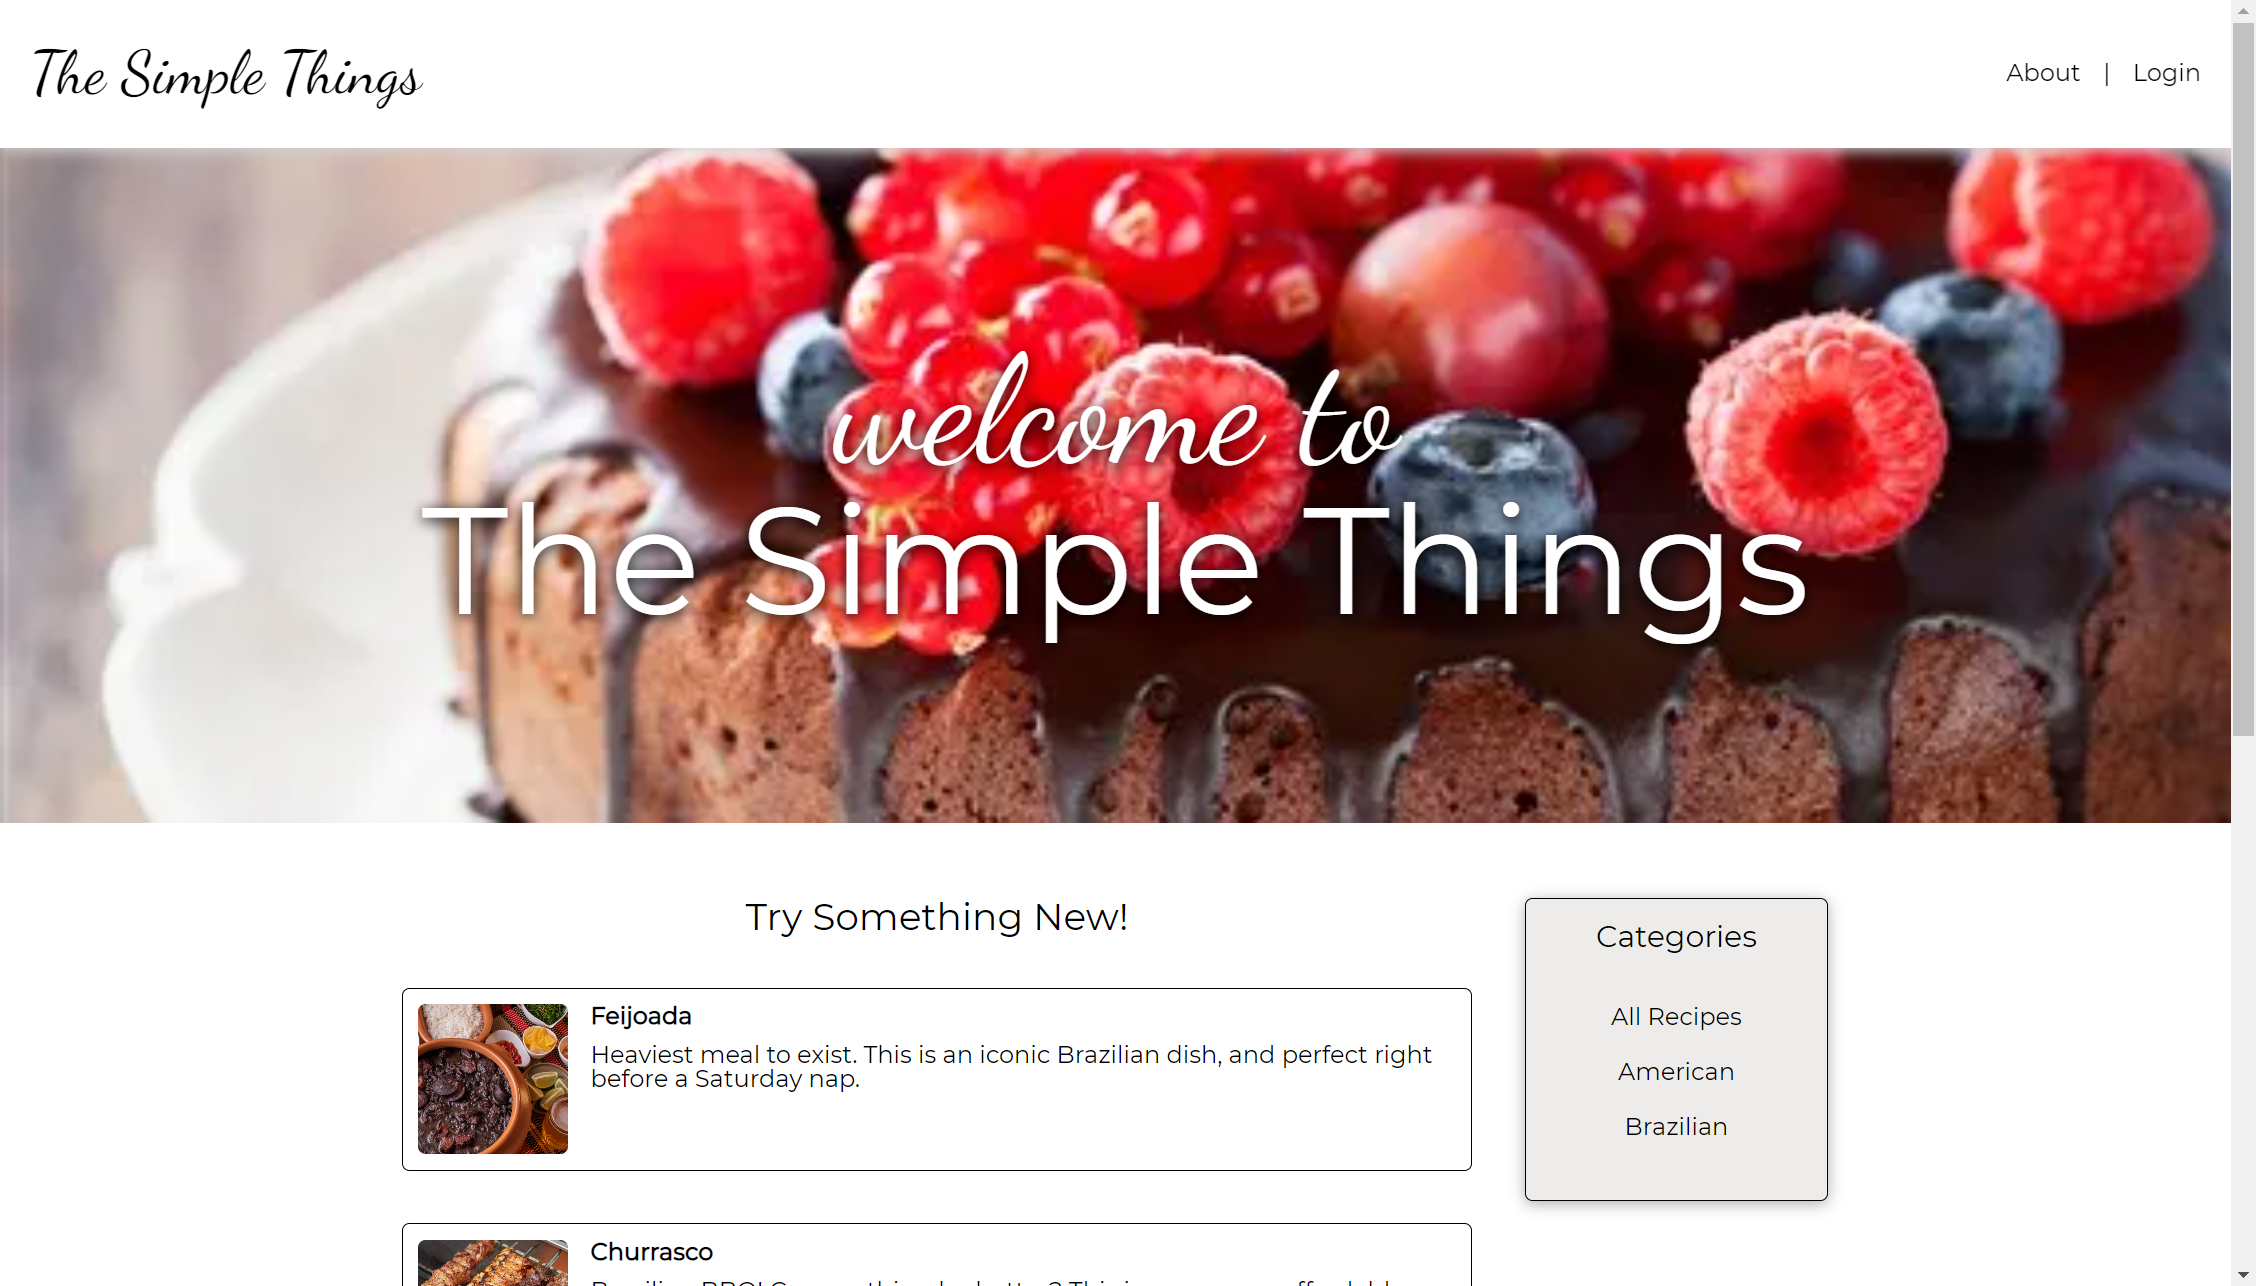 The Simple Things
About | Login
welcome to
The Simple Things
Try Something New!
Feijoada
Heaviest meal to exist. This is an iconic Brazilian dish, and perfect right
before a Saturday nap.
Churrasco
Categories
All Recipes
American
Brazilian